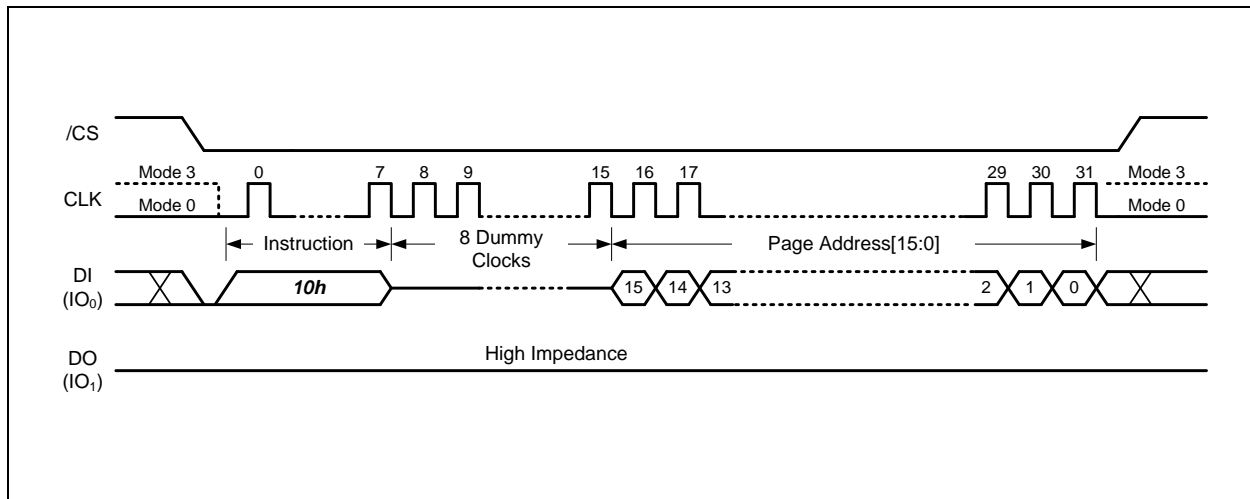 /CS
Mode 3 0 7 8 9 15 16 17 29 30 31 Mode 3
CLK
Mode 0 Mode 0
Instruction 8 Dummy Clocks Page Address[15:0]
DI
(IO₀)
10h 15 14 13 2 1 0
High Impedance
DO
(IO₁)